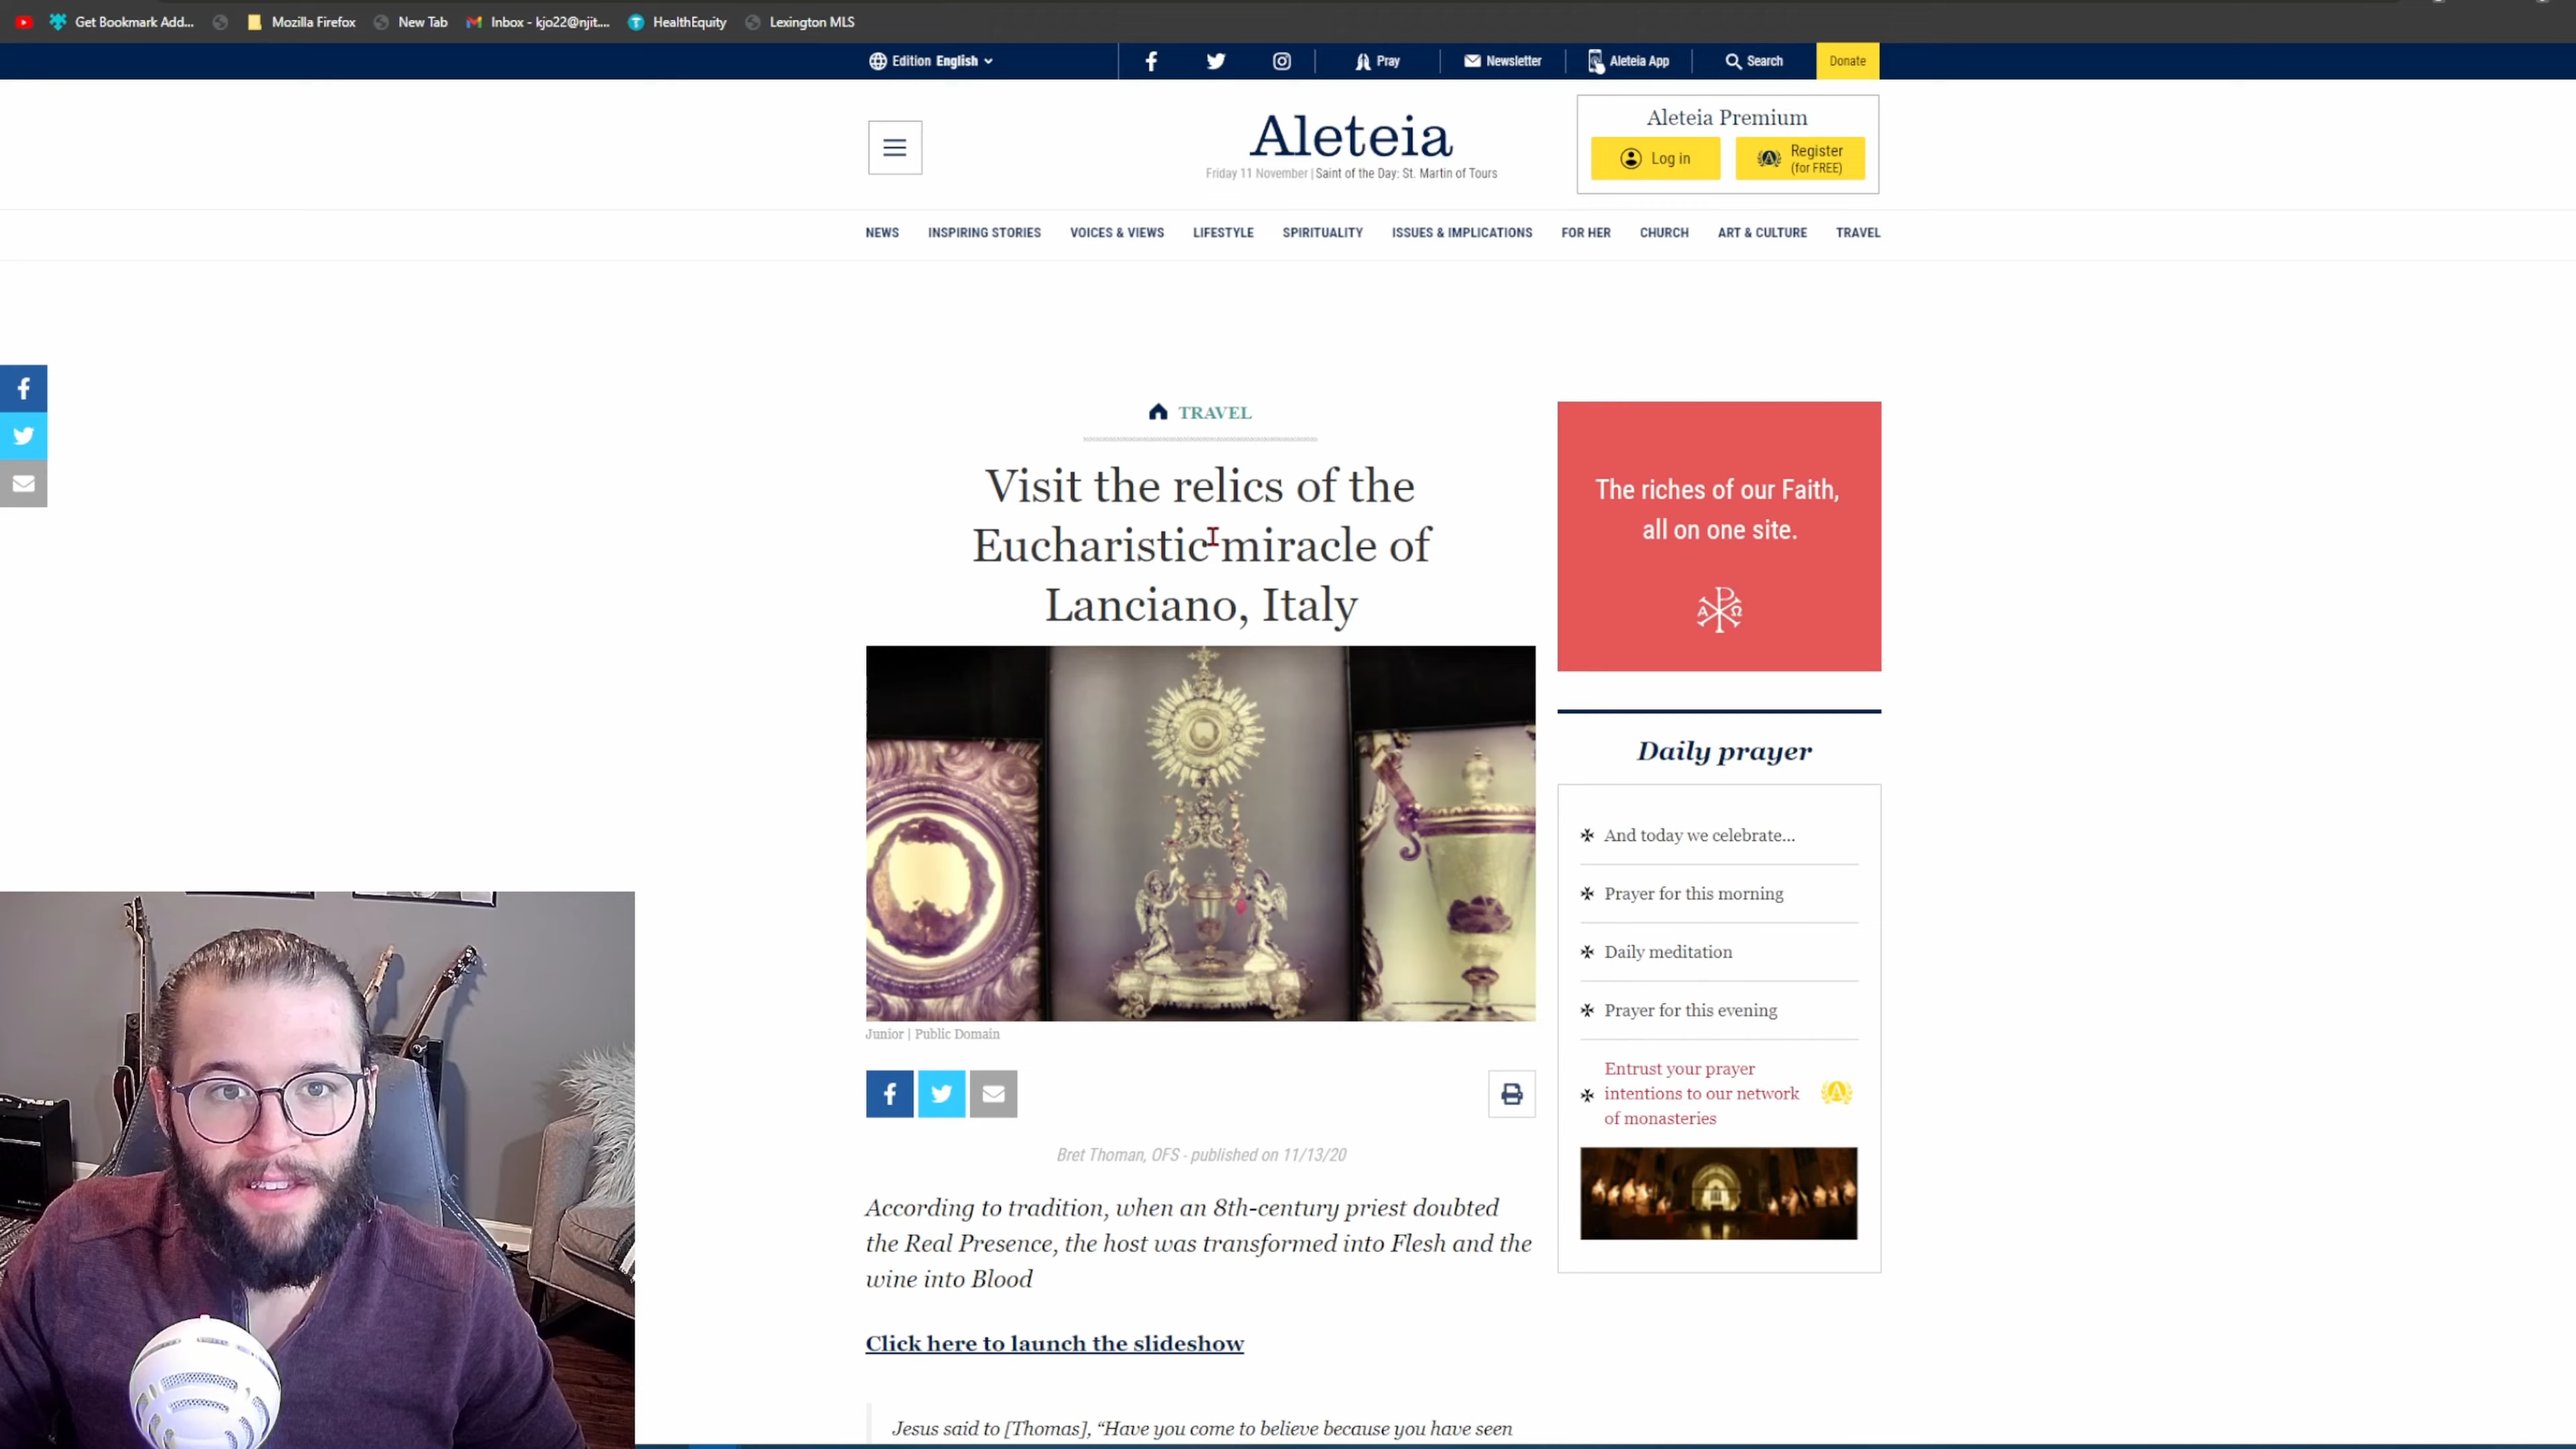 Get Bookmark Add...
Mozilla Firefox
New Tab
Inbox - kjo22@njit....
HealthEquity
Lexington MLS
Edition English
Pray
Newsletter
Aleteia App
Search
Donate
Aleteia
Friday 11 November | Saint of the Day: St. Martin of Tours
Aleteia Premium
Log in
Register
(for FREE)
NEWS
INSPIRING STORIES
VOICES & VIEWS
LIFESTYLE
SPIRITUALITY
ISSUES & IMPLICATIONS
FOR HER
CHURCH
ART & CULTURE
TRAVEL
TRAVEL
Visit the relics of the
Eucharistic miracle of
Lanciano, Italy
Junior | Public Domain
Bret Thoman, OFS - published on 11/13/20
According to tradition, when an 8th-century priest doubted
the Real Presence, the host was transformed into Flesh and the
wine into Blood
Click here to launch the slideshow
Jesus said to [Thomas], “Have you come to believe because you have seen
The riches of our Faith,
all on one site.
Α Ω
Daily prayer
And today we celebrate...
Prayer for this morning
Daily meditation
Prayer for this evening
Entrust your prayer
intentions to our network
of monasteries